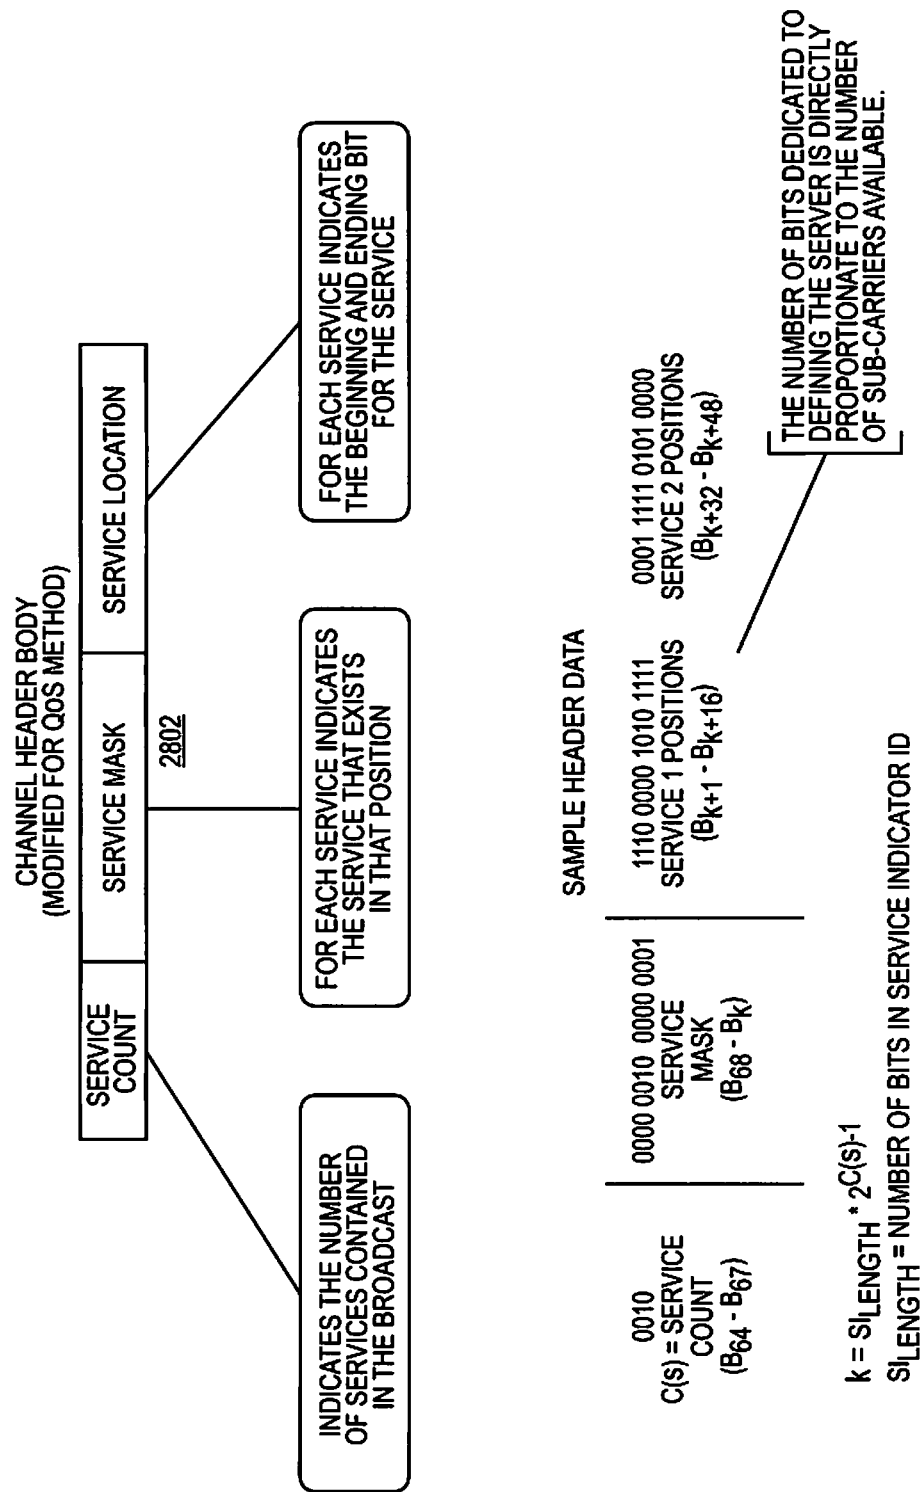 CHANNEL HEADER BODY
(MODIFIED FOR QoS METHOD)
SERVICE
COUNT
SERVICE MASK
SERVICE LOCATION
2802
INDICATES THE NUMBER
OF SERVICES CONTAINED
IN THE BROADCAST
FOR EACH SERVICE INDICATES
THE SERVICE THAT EXISTS
IN THAT POSITION
FOR EACH SERVICE INDICATES
THE BEGINNING AND ENDING BIT
FOR THE SERVICE
SAMPLE HEADER DATA
0010
C(s) = SERVICE
COUNT
(B64 - B67)
0000 0010 0000 0001
SERVICE
MASK
(B68 - Bk)
1110 0000 1010 1111
SERVICE 1 POSITIONS
(Bk+1 - Bk+16)
0001 1111 0101 0000
SERVICE 2 POSITIONS
(Bk+32 - Bk+48)
THE NUMBER OF BITS DEDICATED TO
DEFINING THE SERVER IS DIRECTLY
PROPORTIONATE TO THE NUMBER
OF SUB-CARRIERS AVAILABLE.
k = SILENGTH * 2C(s)-1
SILENGTH = NUMBER OF BITS IN SERVICE INDICATOR ID